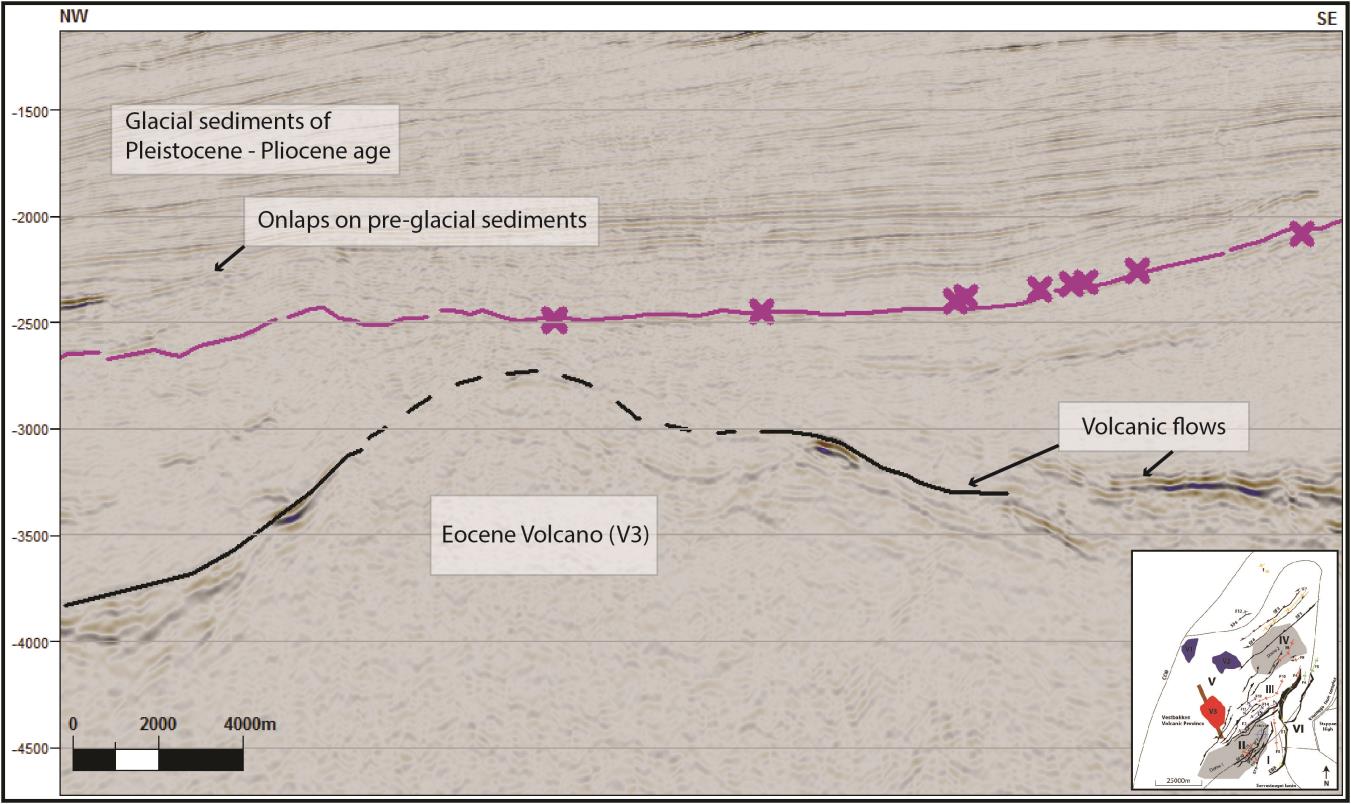 NW
SE
-1500
Glacial sediments of
Pleistocene - Pliocene age
-2000
Onlaps on pre-glacial sediments
-2500
-3000
Volcanic flows
-3500
Eocene Volcano (V3)
-4000
0 2000 4000m
-4500
IV
V2
V
III
V3
Vestbakken
Volcanic Province
VI
II
I
25000m
N